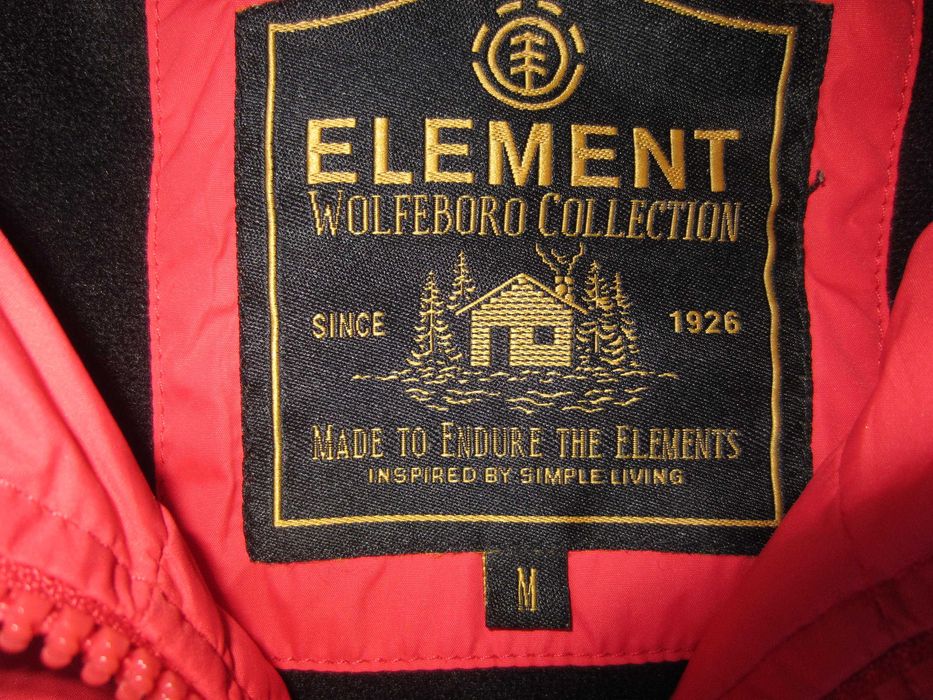 ELEMENT
WOLFEBORO COLLECTION
SINCE 1926
MADE TO ENDURE THE ELEMENTS
INSPIRED BY SIMPLE LIVING
M